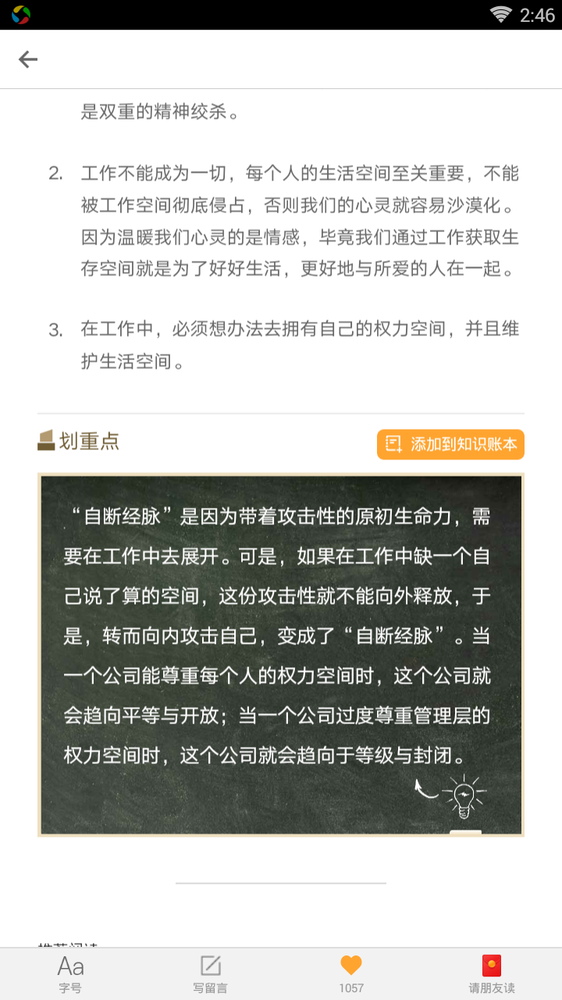 2:46
是双重的精神绞杀。
2. 工作不能成为一切，每个人的生活空间至关重要，不能
被工作空间彻底侵占，否则我们的心灵就容易沙漠化。
因为温暖我们心灵的是情感，毕竟我们通过工作获取生
存空间就是为了好好生活，更好地与所爱的人在一起。
3. 在工作中，必须想办法去拥有自己的权力空间，并且维
护生活空间。
划重点
添加到知识账本
“自断经脉”是因为带着攻击性的原初生命力，需
要在工作中去展开。可是，如果在工作中缺一个自
己说了算的空间，这份攻击性就不能向外释放，于
是，转而向内攻击自己，变成了“自断经脉”。当
一个公司能尊重每个人的权力空间时，这个公司就
会趋向平等与开放；当一个公司过度尊重管理层的
权力空间时，这个公司就会趋向于等级与封闭。
Aa
字号
写留言
1057
请朋友读